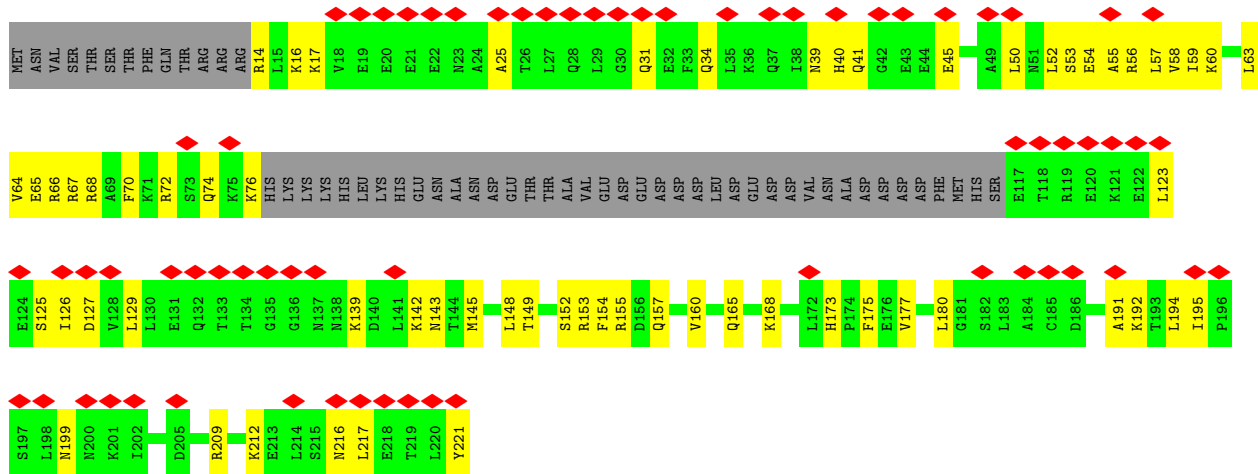 MET ASN VAL SER THR SER THR PHE GLN THR ARG ARG ARG R14 L15 K16 K17 V18 E19 E20 E21 E22 N23 A24 A25 T26 L27 Q28 L29 G30 Q31 E32 F33 Q34 L35 K36 Q37 I38 N39 H40 Q41 G42 E43 E44 E45 A49 L50 N51 L52 S53 E54 A55 R56 L57 V58 I59 K60 L63
V64 E65 R66 R67 R68 A69 F70 K71 R72 S73 Q74 K75 K76 HIS LYS LYS LYS HIS LEU LYS HIS GLU ASN ALA ASN ASP GLU THR THR ALA VAL GLU ASP GLU ASP ASP ASP LEU ASP GLU ASP ASP VAL ASN ALA ASP ASP ASP ASP PHE MET HIS SER E117 T118 R119 E120 K121 E122 L123
E124 S125 I126 D127 V128 L129 L130 E131 Q132 T133 T134 G135 G136 N137 N138 K139 D140 L141 K142 N143 T144 M145 L148 T149 S152 R153 F154 R155 D156 Q157 V160 Q165 K168 L172 H173 P174 F175 E176 V177 L180 G181 S182 L183 A184 C185 D186 A191 K192 T193 L194 I195 P196
S197 L198 N199 N200 K201 I202 D205 R209 K212 E213 L214 S215 N216 L217 E218 T219 L220 Y221